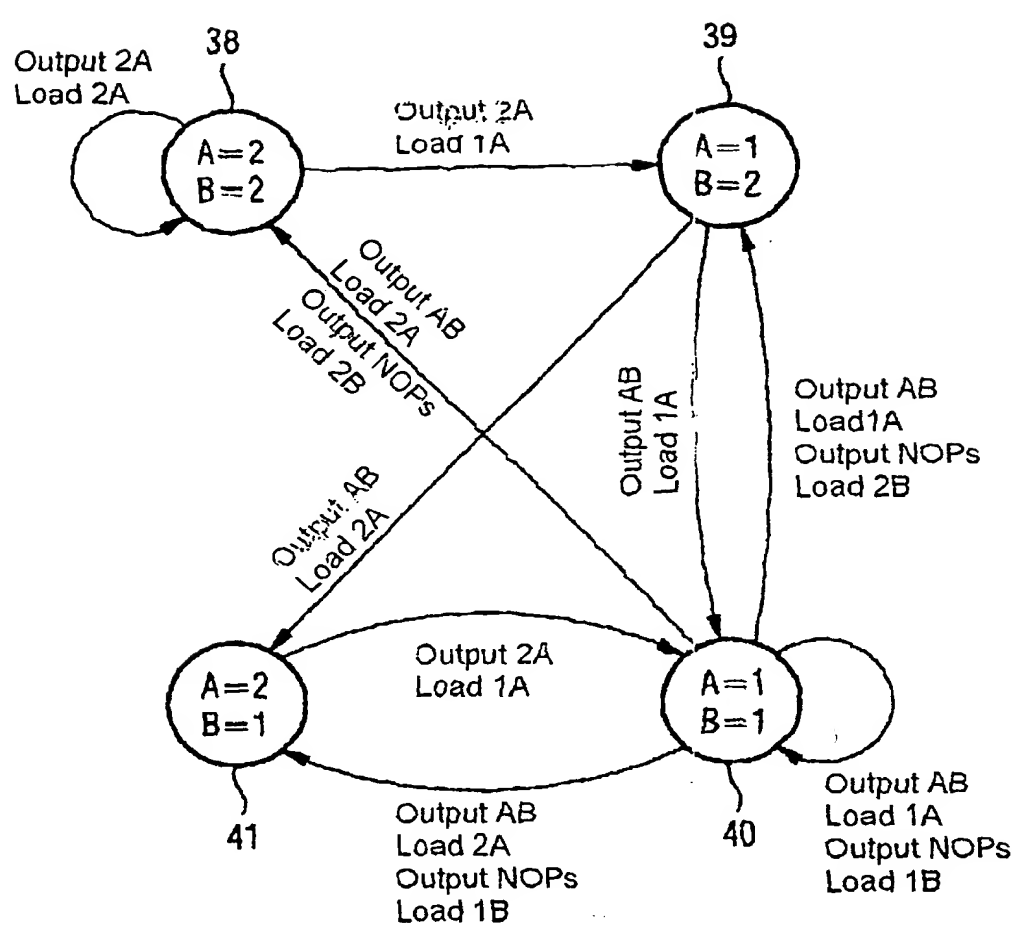 38
39
Output 2A
Load 2A
Output 2A
Load 1A
A=2
B=2
A=1
B=2
Output AB
Load 2A
Output NOPs
Load 2B
Output AB
Load 1A
Output AB
Load1A
Output NOPs
Load 2B
Output AB
Load 2A
Output 2A
Load 1A
A=2
B=1
A=1
B=1
41
40
Output AB
Load 2A
Output NOPs
Load 1B
Output AB
Load 1A
Output NOPs
Load 1B